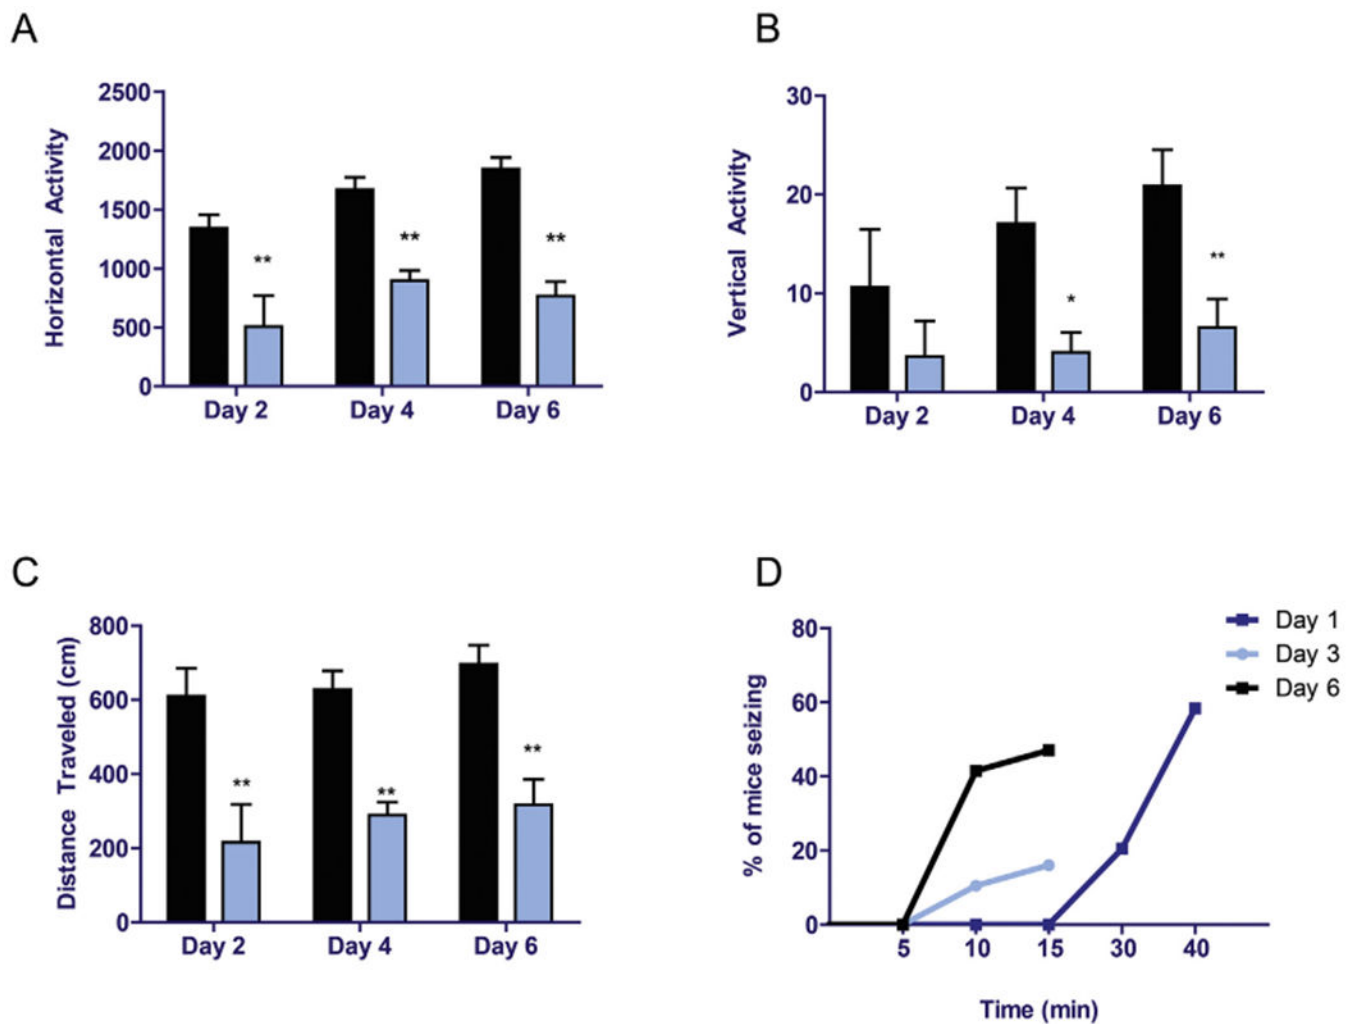 A
Horizontal Activity
2500
2000
1500
1000
500
0
**
**
**
Day 2 Day 4 Day 6
B
Vertical Activity
30
20
10
0
*
**
Day 2 Day 4 Day 6
C
Distance Traveled (cm)
800
600
400
200
0
**
**
**
Day 2 Day 4 Day 6
D
% of mice seizing
80
60
40
20
0
Day 1
Day 3
Day 6
5 10 15 30 40
Time (min)